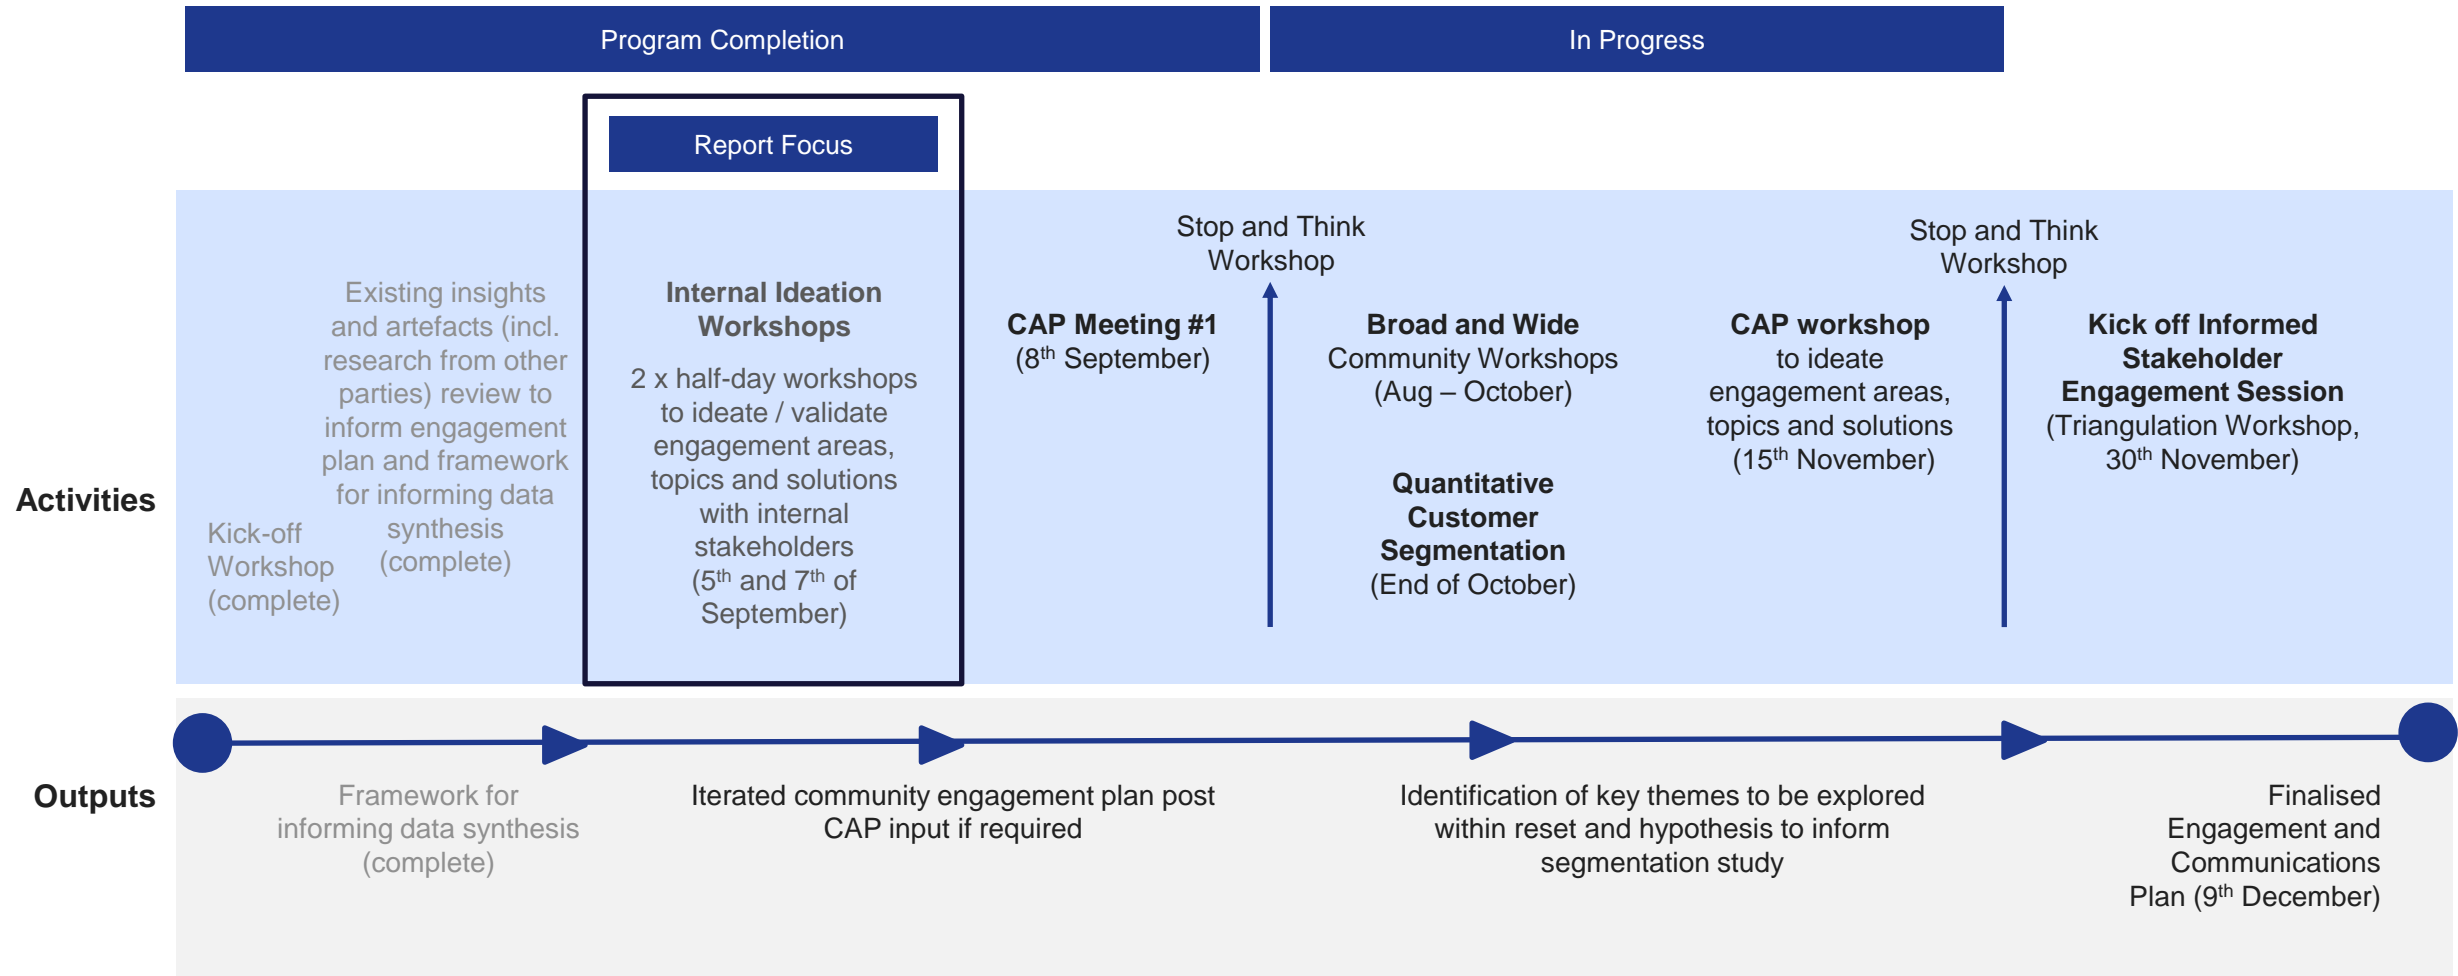 Program Completion
In Progress
Report Focus
Activities
Kick-off
Workshop
(complete)
Existing insights
and artefacts (incl.
research from other
parties) review to
inform engagement
plan and framework
for informing data
synthesis
(complete)
Internal Ideation
Workshops
2 x half-day workshops
to ideate / validate
engagement areas,
topics and solutions
with internal
stakeholders
(5th and 7th of
September)
CAP Meeting #1
(8th September)
Stop and Think
Workshop
Broad and Wide
Community Workshops
(Aug – October)
Quantitative
Customer
Segmentation
(End of October)
CAP workshop
to ideate
engagement areas,
topics and solutions
(15th November)
Stop and Think
Workshop
Kick off Informed
Stakeholder
Engagement Session
(Triangulation Workshop,
30th November)
Outputs
Framework for
informing data synthesis
(complete)
Iterated community engagement plan post
CAP input if required
Identification of key themes to be explored
within reset and hypothesis to inform
segmentation study
Finalised
Engagement and
Communications
Plan (9th December)